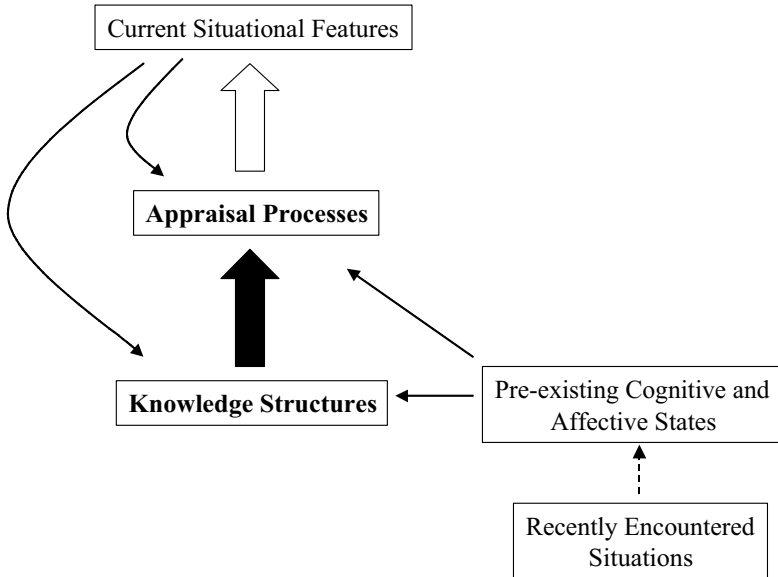 Current Situational Features
Appraisal Processes
Knowledge Structures
Pre-existing Cognitive and
Affective States
Recently Encountered
Situations